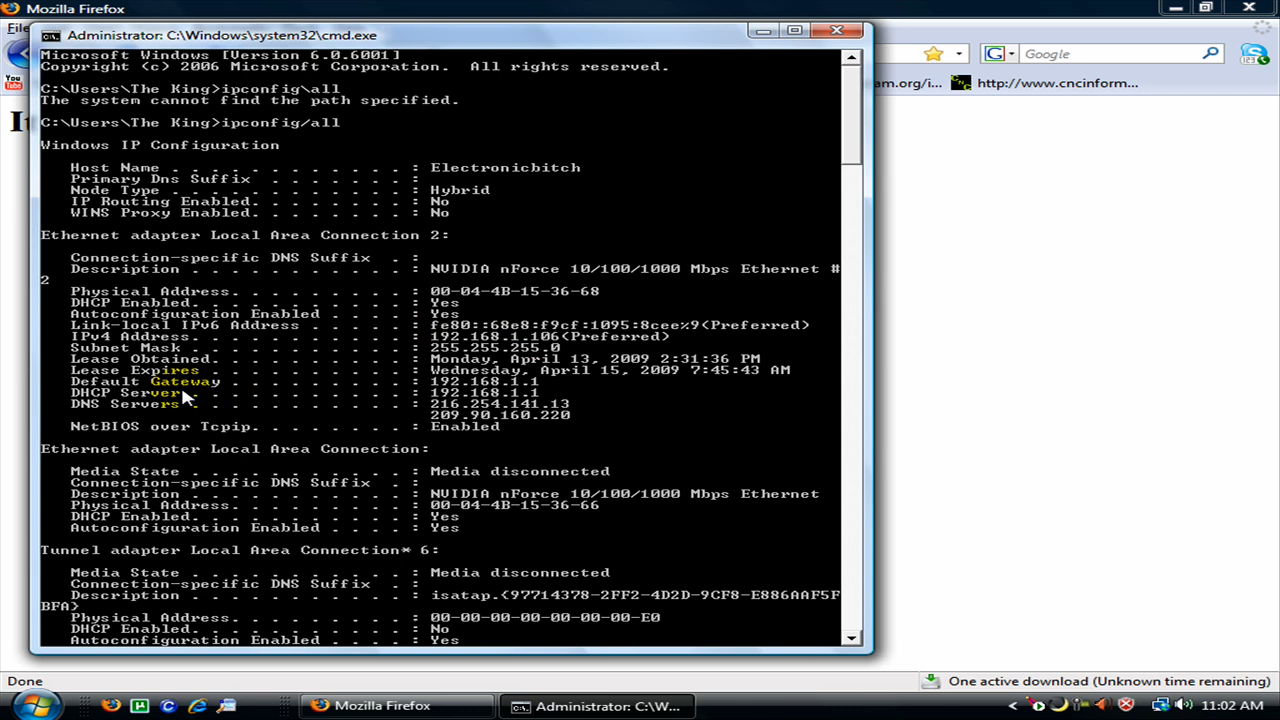 Mozilla Firefox
Administrator: C:\Windows\system32\cmd.exe
Microsoft Windows [Version 6.0.6001]
Copyright (c) 2006 Microsoft Corporation.  All rights reserved.
C:\Users\The King>ipconfig\all
The system cannot find the path specified.
C:\Users\The King>ipconfig/all
Windows IP Configuration
Host Name . . . . . . . . . . . . : Electronicbitch
Primary Dns Suffix  . . . . . . . :
Node Type . . . . . . . . . . . . : Hybrid
IP Routing Enabled. . . . . . . . : No
WINS Proxy Enabled. . . . . . . . : No
Ethernet adapter Local Area Connection 2:
Connection-specific DNS Suffix  . :
Description . . . . . . . . . . . : NVIDIA nForce 10/100/1000 Mbps Ethernet #
2
Physical Address. . . . . . . . . : 00-04-4B-15-36-68
DHCP Enabled. . . . . . . . . . . : Yes
Autoconfiguration Enabled . . . . : Yes
Link-local IPv6 Address . . . . . : fe80::68e8:f9cf:1095:8cee%9(Preferred)
IPv4 Address. . . . . . . . . . . : 192.168.1.106(Preferred)
Subnet Mask . . . . . . . . . . . : 255.255.255.0
Lease Obtained. . . . . . . . . . : Monday, April 13, 2009 2:31:36 PM
Lease Expires . . . . . . . . . . : Wednesday, April 15, 2009 7:45:43 AM
Default Gateway . . . . . . . . . : 192.168.1.1
DHCP Server . . . . . . . . . . . : 192.168.1.1
DNS Servers . . . . . . . . . . . : 216.254.141.13
209.90.160.220
NetBIOS over Tcpip. . . . . . . . : Enabled
Ethernet adapter Local Area Connection:
Media State . . . . . . . . . . . : Media disconnected
Connection-specific DNS Suffix  . :
Description . . . . . . . . . . . : NVIDIA nForce 10/100/1000 Mbps Ethernet
Physical Address. . . . . . . . . : 00-04-4B-15-36-66
DHCP Enabled. . . . . . . . . . . : Yes
Autoconfiguration Enabled . . . . : Yes
Tunnel adapter Local Area Connection* 6:
Media State . . . . . . . . . . . : Media disconnected
Connection-specific DNS Suffix  . :
Description . . . . . . . . . . . : isatap.{97714378-2FF2-4D2D-9CF8-E886AAF5F
BFA}
Physical Address. . . . . . . . . : 00-00-00-00-00-00-00-E0
DHCP Enabled. . . . . . . . . . . : No
Autoconfiguration Enabled . . . . : Yes
Google
am.org/i... http://www.cncinform...
You
Done
One active download (Unknown time remaining)
Mozilla Firefox
Administrator: C:\W...
11:02 AM